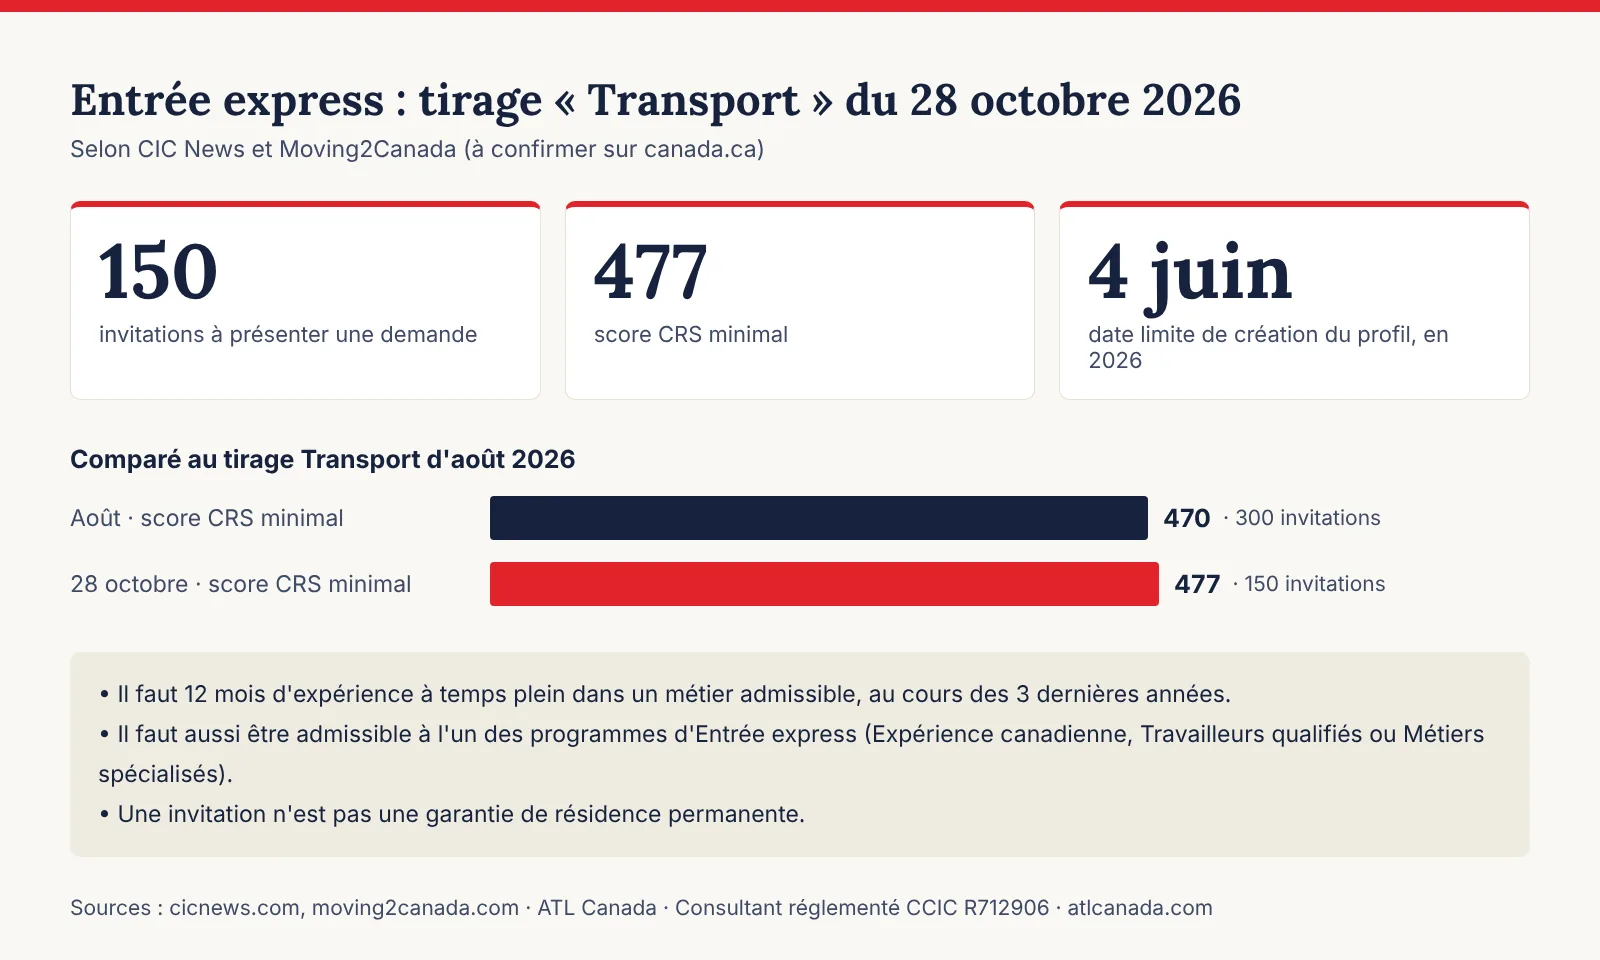 Entrée express : tirage « Transport » du 28 octobre 2026
Selon CIC News et Moving2Canada (à confirmer sur canada.ca)
150
invitations à présenter une demande
477
score CRS minimal
4 juin
date limite de création du profil, en
2026
Comparé au tirage Transport d'août 2026
Août · score CRS minimal 470 · 300 invitations
28 octobre · score CRS minimal 477 · 150 invitations
• Il faut 12 mois d'expérience à temps plein dans un métier admissible, au cours des 3 dernières années.
• Il faut aussi être admissible à l'un des programmes d'Entrée express (Expérience canadienne, Travailleurs qualifiés ou Métiers
spécialisés).
• Une invitation n'est pas une garantie de résidence permanente.
Sources : cicnews.com, moving2canada.com · ATL Canada · Consultant réglementé CCIC R712906 · atlcanada.com